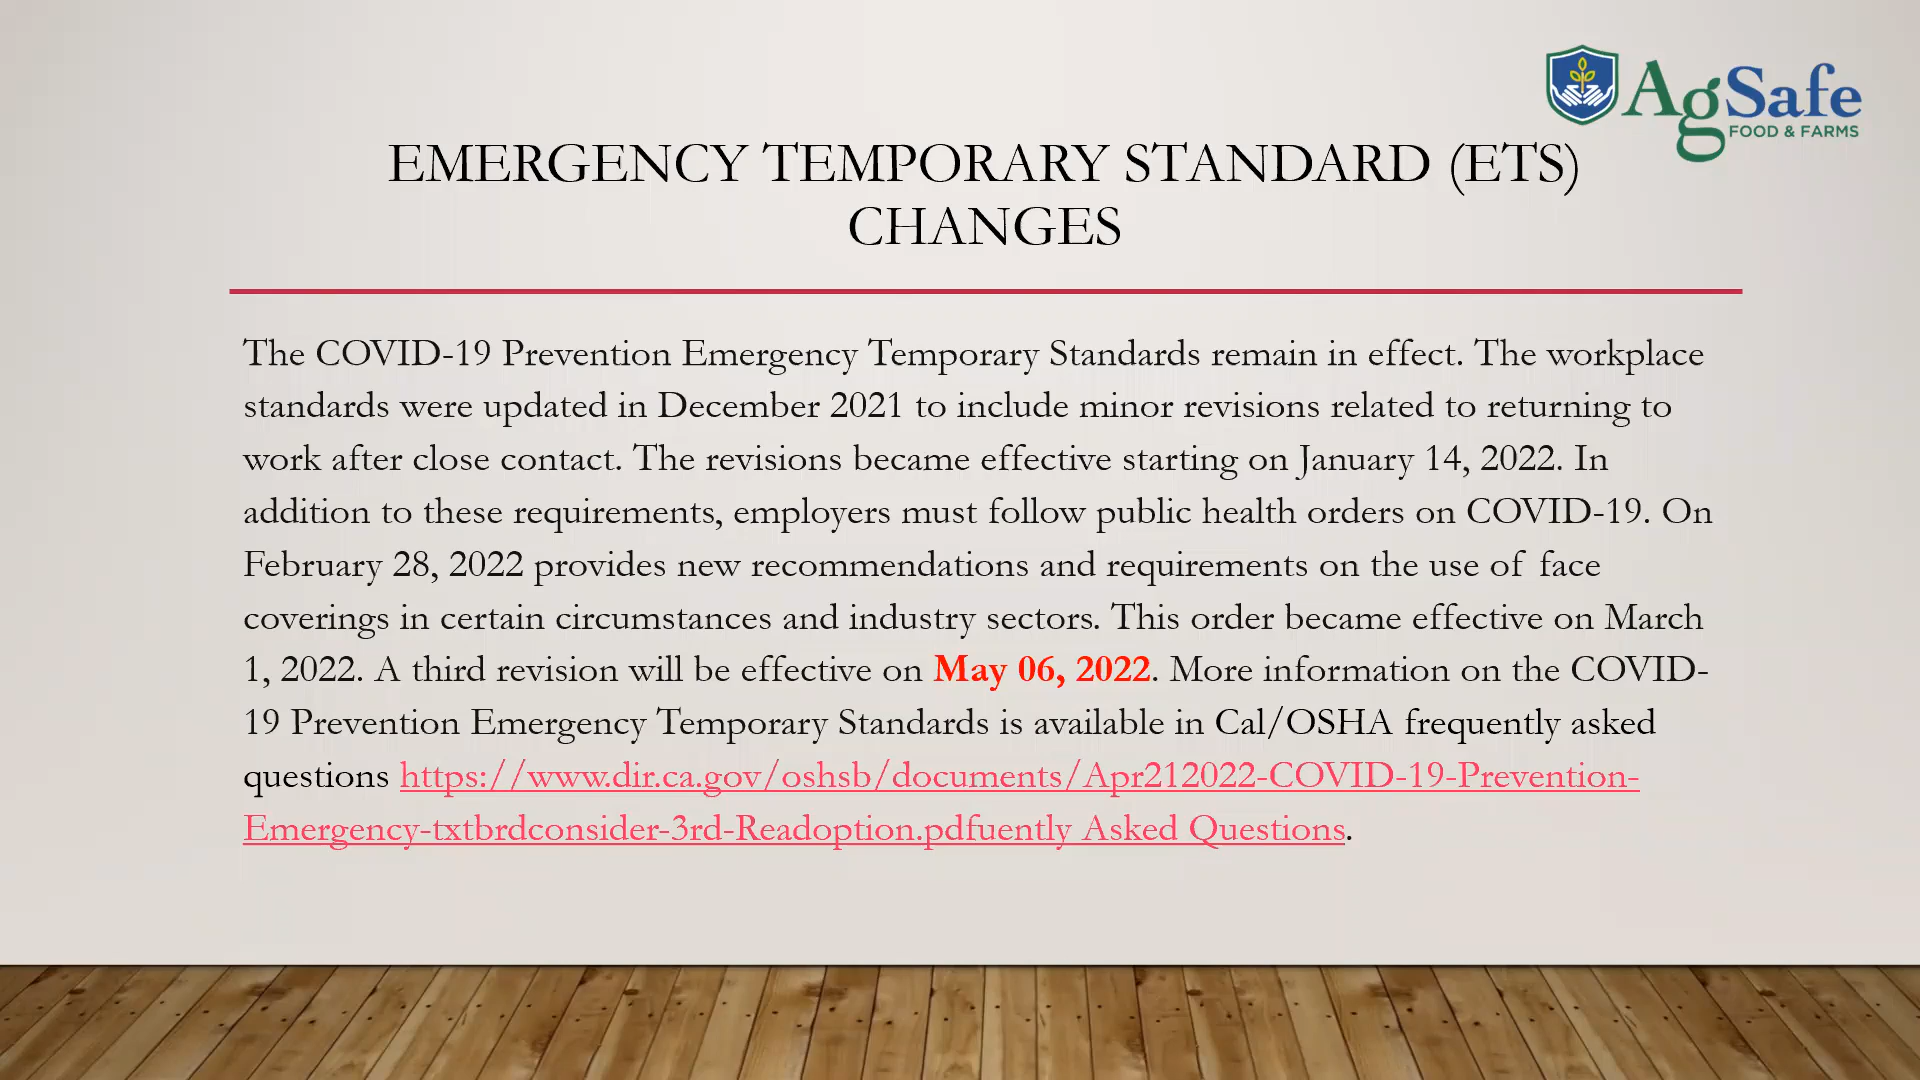 AgSafe
FOOD & FARMS
EMERGENCY TEMPORARY STANDARD (ETS)
CHANGES
The COVID-19 Prevention Emergency Temporary Standards remain in effect. The workplace
standards were updated in December 2021 to include minor revisions related to returning to
work after close contact. The revisions became effective starting on January 14, 2022. In
addition to these requirements, employers must follow public health orders on COVID-19. On
February 28, 2022 provides new recommendations and requirements on the use of face
coverings in certain circumstances and industry sectors. This order became effective on March
1, 2022. A third revision will be effective on May 06, 2022. More information on the COVID-
19 Prevention Emergency Temporary Standards is available in Cal/OSHA frequently asked
questions https://www.dir.ca.gov/oshsb/documents/Apr212022-COVID-19-Prevention-
Emergency-txtbrdconsider-3rd-Readoption.pdfuently Asked Questions.